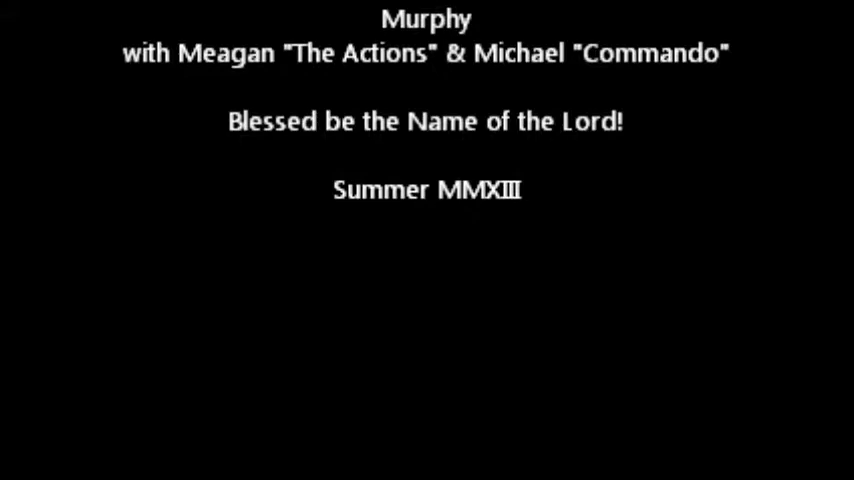 Murphy
with Meagan "The Actions" & Michael "Commando"
Blessed be the Name of the Lord!
Summer MMXIII